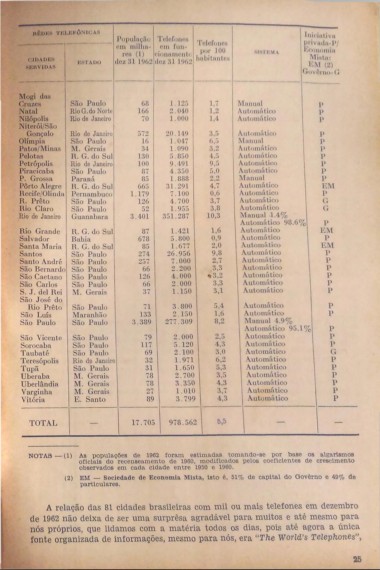 RÊDES TELEFÔNICAS População em milhares (1) dez 31 1962 Telefones em funcionamento dez 31 1962 Telefones por 100 habitantes SISTEMA Iniciativa privada-P/ Economia Mista: EM (2) Govêrno-G
CIDADES SERVIDAS ESTADO
Mogi das
Cruzes São Paulo 68 1.125 1,7 Manual P
Natal Rio G. do Norte 166 2.040 1,2 Automático P
Nilópolis Rio de Janeiro 70 1.000 1,4 Automático P
Niterói/São
Gonçalo Rio de Janeiro 572 20.149 3,5 Automático P
Olímpia São Paulo 16 1.047 6,5 Manual P
Patos/Minas M. Gerais 34 1.090 3,2 Automático P
Pelotas R. G. do Sul 130 5.850 4,5 Automático P
Petrópolis Rio de Janeiro 100 9.491 9,5 Automático P
Piracicaba São Paulo 87 4.350 5,0 Automático P
P. Grossa Paraná 85 1.888 2,2 Manual P
Pôrto Alegre R. G. do Sul 665 31.291 4,7 Automático EM
Recife/Olinda Pernambuco 1.179 7.100 0,6 Automático P
R. Prêto São Paulo 126 4.700 3,7 Automático G
Rio Claro São Paulo 52 1.955 3,8 Automático G
Rio de Janeiro Guanabara 3.401 351.287 10,3 Manual 1.4%
Automático 98.6% P
Rio Grande R. G. do Sul 87 1.421 1,6 Automático EM
Salvador Bahia 678 5.800 0,9 Automático P
Santa Maria R. G. do Sul 85 1.677 2,0 Automático EM
Santos São Paulo 274 26.956 9,8 Automático P
Santo André São Paulo 257 7.000 2,7 Automático P
São Bernardo São Paulo 66 2.200 3,3 Automático P
São Caetano São Paulo 126 4.000 3,2 Automático P
São Carlos São Paulo 66 2.000 3,3 Automático P
S. J. del Rei M. Gerais 37 1.150 3,1 Automático P
São José do
Rio Prêto São Paulo 71 3.800 5,4 Automático P
São Luís Maranhão 133 2.150 1,6 Automático P
São Paulo São Paulo 3.389 277.309 8,2 Manual 4,9%
Automático 95.1% P
São Vicente São Paulo 79 2.000 2,5 Automático P
Sorocaba São Paulo 117 5.120 4,3 Automático P
Taubaté São Paulo 69 2.100 3,0 Automático G
Teresópolis Rio de Janeiro 32 1.971 6,2 Automático P
Tupã São Paulo 31 1.650 5,3 Automático P
Uberaba M. Gerais 78 2.700 3,5 Automático P
Uberlândia M. Gerais 78 3.350 4,3 Automático P
Varginha M. Gerais 27 1.010 3,7 Automático P
Vitória E. Santo 89 3.799 4,3 Automático P
TOTAL — 17.705 978.562 5,5 — —
NOTAS — (1) As populações de 1962 foram estimadas tomando-se por base os algarismos
oficiais do recenseamento de 1960, modificados pelos coeficientes de crescimento
observados em cada cidade entre 1950 e 1960.
(2) EM — Sociedade de Economia Mista, isto é, 51% de capital do Govêrno e 49% de
particulares.
A relação das 81 cidades brasileiras com mil ou mais telefones em dezembro
de 1962 não deixa de ser uma surprêsa agradável para muitos e até mesmo para
nós próprios, que lidamos com a matéria todos os dias, pois até agora a única
fonte organizada de informações, mesmo para nós, era "The World's Telephones",
25